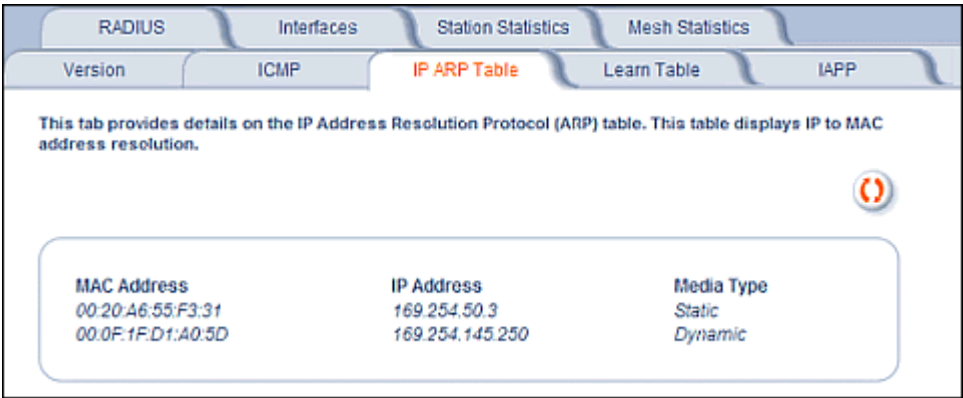 RADIUS Interfaces Station Statistics Mesh Statistics
Version ICMP IP ARP Table Learn Table IAPP
This tab provides details on the IP Address Resolution Protocol (ARP) table. This table displays IP to MAC
address resolution.
MAC Address IP Address Media Type
00:20:A6:55:F3:31 169.254.50.3 Static
00:0F:1F:D1:A0:5D 169.254.145.250 Dynamic